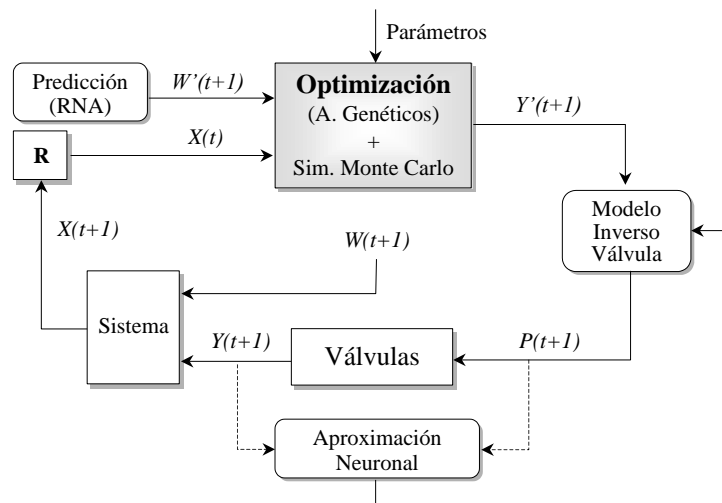 Parámetros
Predicción
(RNA)
W’(t+1)
Optimización
(A. Genéticos)
+
Sim. Monte Carlo
Y’(t+1)
R
X(t)
Modelo
Inverso
Válvula
X(t+1)
W(t+1)
Sistema
Y(t+1)
Válvulas
P(t+1)
Aproximación
Neuronal